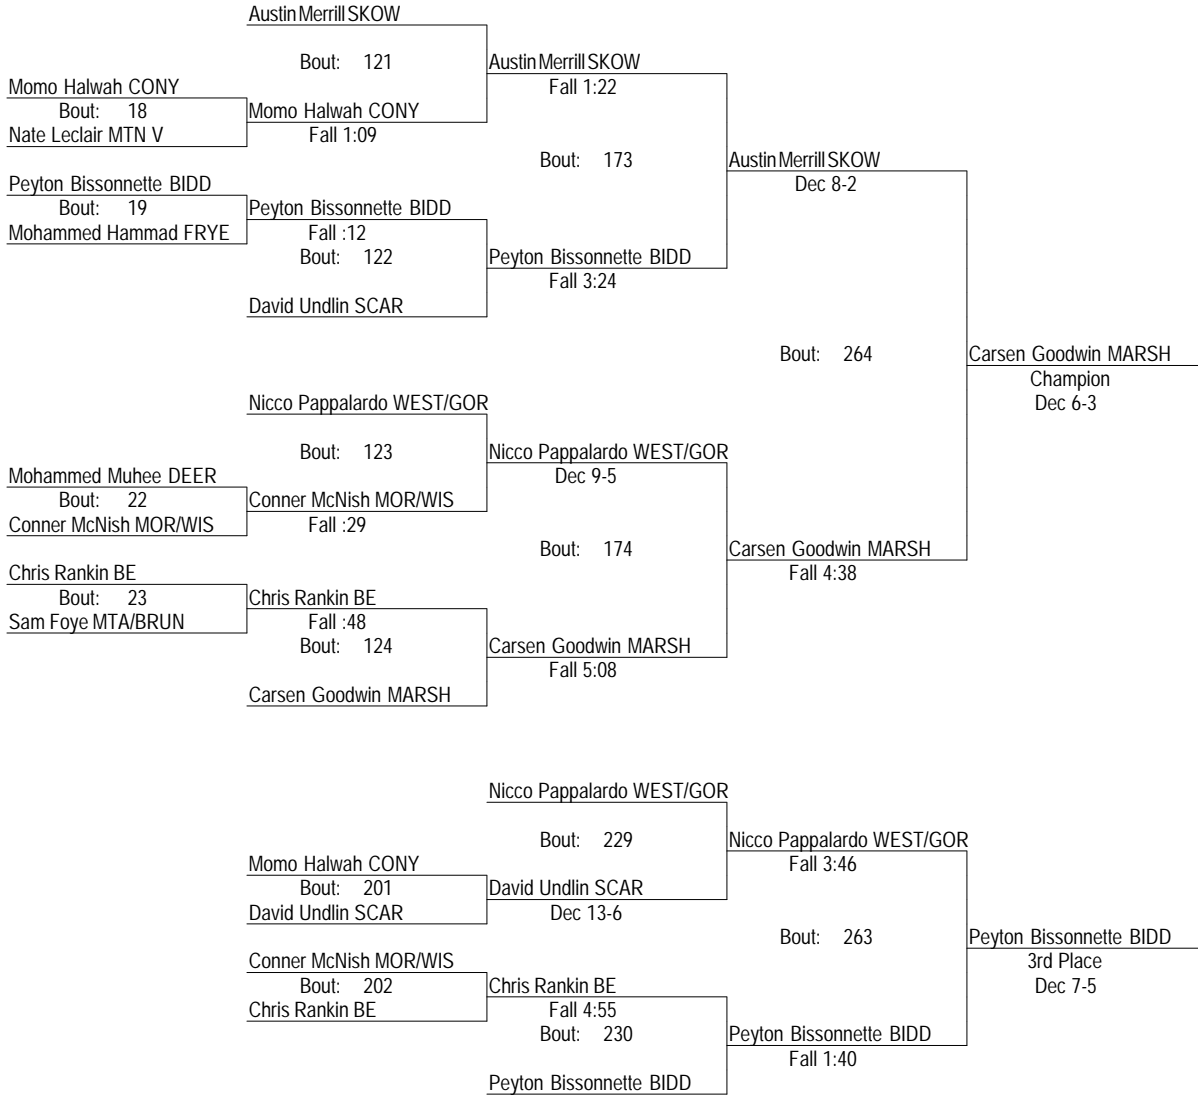 Austin Merrill SKOW
Bout: 121
Austin Merrill SKOW
Fall 1:22
Momo Halwah CONY
Bout: 18
Momo Halwah CONY
Nate Leclair MTN V
Fall 1:09
Bout: 173
Austin Merrill SKOW
Dec 8-2
Peyton Bissonnette BIDD
Bout: 19
Peyton Bissonnette BIDD
Mohammed Hammad FRYE
Fall :12
Bout: 122
Peyton Bissonnette BIDD
Fall 3:24
David Undlin SCAR
Bout: 264
Carsen Goodwin MARSH
Champion
Dec 6-3
Nicco Pappalardo WEST/GOR
Bout: 123
Nicco Pappalardo WEST/GOR
Dec 9-5
Mohammed Muhee DEER
Bout: 22
Conner McNish MOR/WIS
Conner McNish MOR/WIS
Fall :29
Bout: 174
Carsen Goodwin MARSH
Fall 4:38
Chris Rankin BE
Bout: 23
Chris Rankin BE
Sam Foye MTA/BRUN
Fall :48
Bout: 124
Carsen Goodwin MARSH
Fall 5:08
Carsen Goodwin MARSH
Nicco Pappalardo WEST/GOR
Bout: 229
Nicco Pappalardo WEST/GOR
Fall 3:46
Momo Halwah CONY
Bout: 201
David Undlin SCAR
David Undlin SCAR
Dec 13-6
Bout: 263
Peyton Bissonnette BIDD
3rd Place
Dec 7-5
Conner McNish MOR/WIS
Bout: 202
Chris Rankin BE
Chris Rankin BE
Fall 4:55
Bout: 230
Peyton Bissonnette BIDD
Fall 1:40
Peyton Bissonnette BIDD